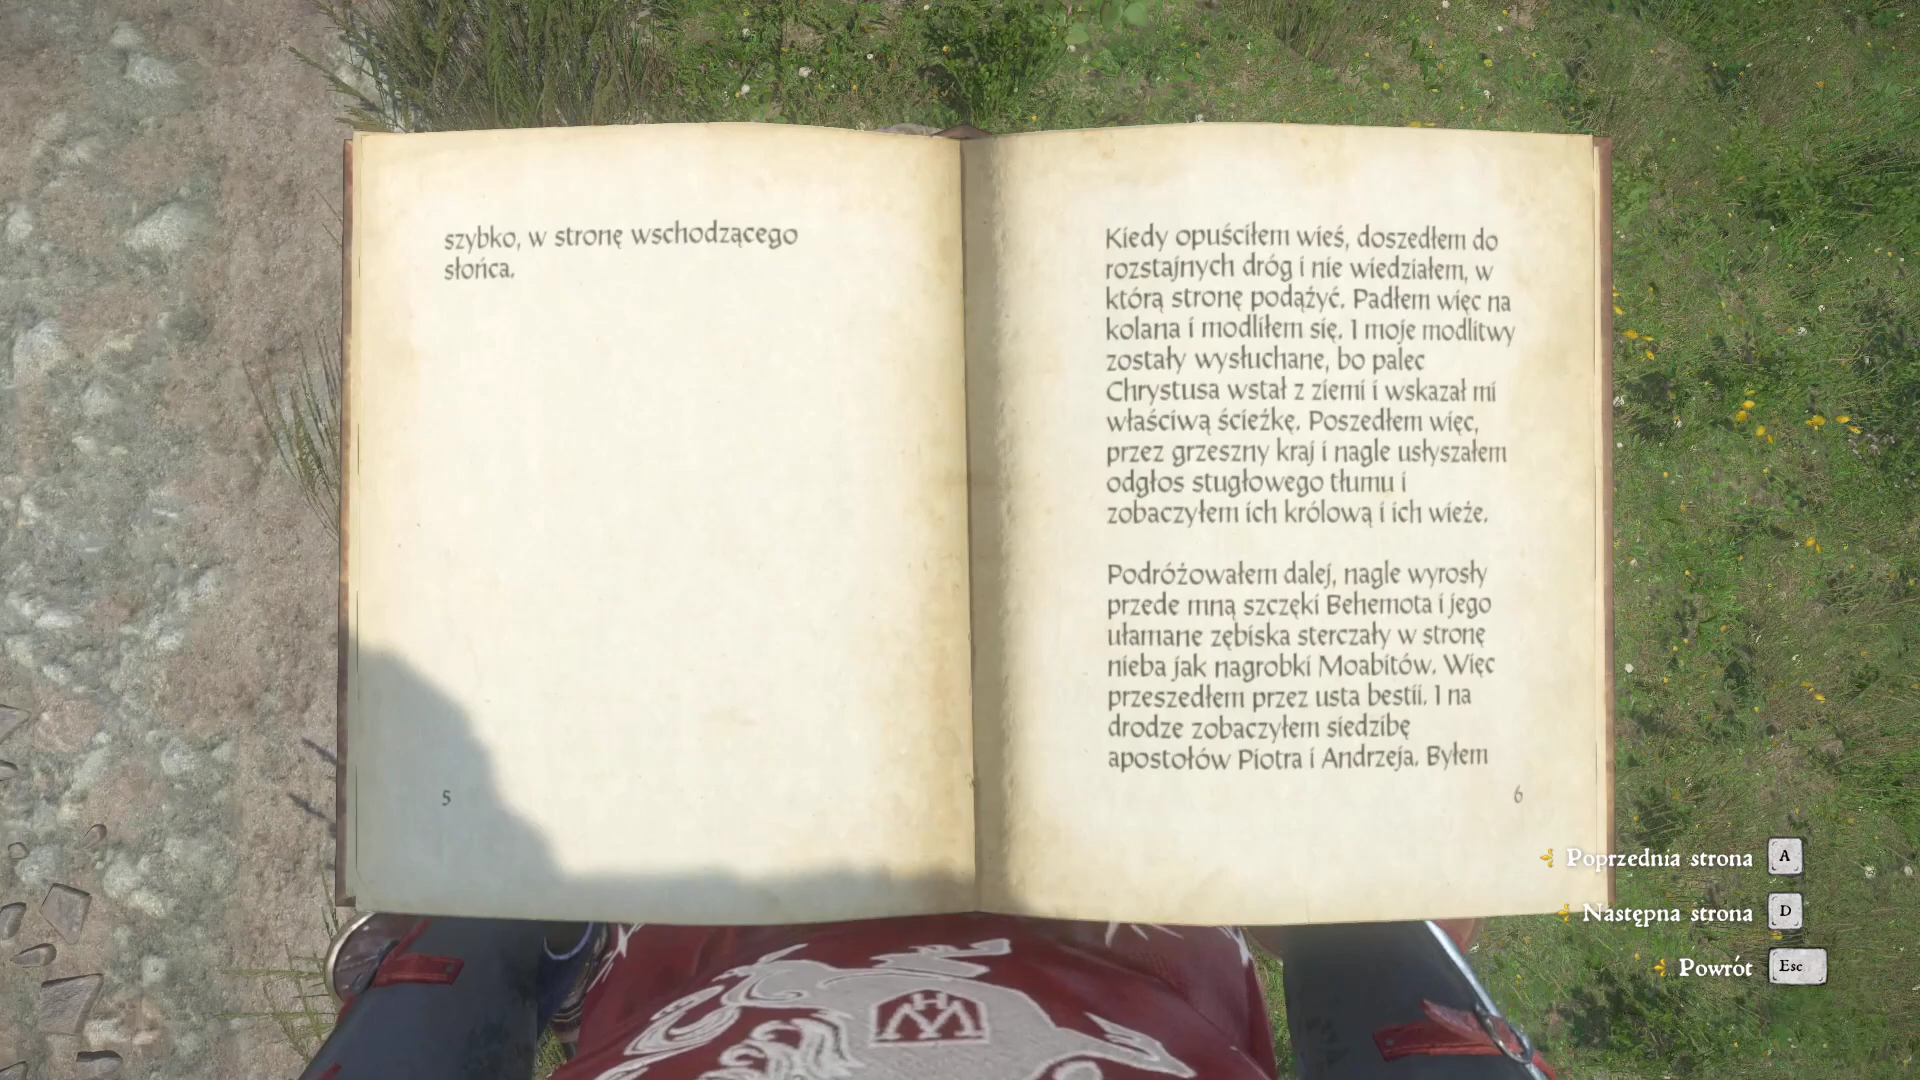 szybko, w stronę wschodzącego
słońca.
5
Kiedy opuściłem wieś, doszedłem do
rozstajnych dróg i nie wiedziałem, w
którą stronę podążyć. Padłem więc na
kolana i modliłem się. I moje modlitwy
zostały wysłuchane, bo palec
Chrystusa wstał z ziemi i wskazał mi
właściwą ścieżkę. Poszedłem więc,
przez grzeszny kraj i nagle usłyszałem
odgłos stugłowego tłumu i
zobaczyłem ich królową i ich wieże.
Podróżowałem dalej, nagle wyrosły
przede mną szczęki Behemota i jego
ułamane zębiska sterczały w stronę
nieba jak nagrobki Moabitów. Więc
przeszedłem przez usta bestii. I na
drodze zobaczyłem siedzibę
apostołów Piotra i Andrzeja. Byłem
6
Poprzednia strona A
Następna strona D
Powrót Esc